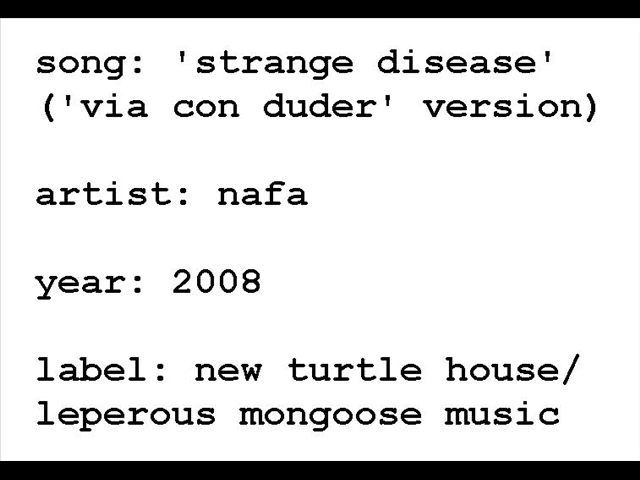 song: 'strange disease'
('via con duder' version)
artist: nafa
year: 2008
label: new turtle house/
leperous mongoose music